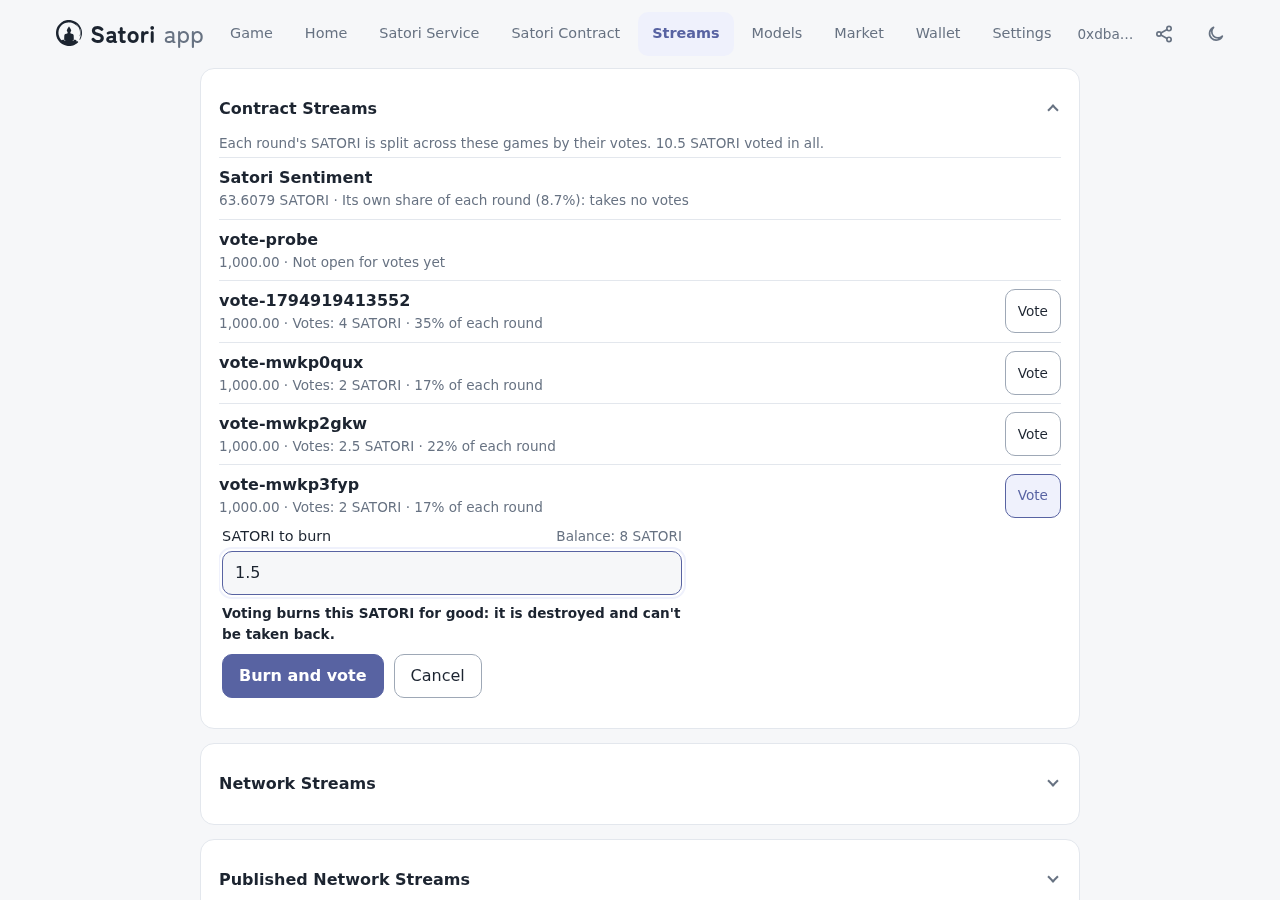 Satori app
Game
Home
Satori Service
Satori Contract
Streams
Models
Market
Wallet
Settings
0xdba...
Contract Streams
Each round's SATORI is split across these games by their votes. 10.5 SATORI voted in all.
Satori Sentiment
63.6079 SATORI · Its own share of each round (8.7%): takes no votes
vote-probe
1,000.00 · Not open for votes yet
vote-1794919413552
1,000.00 · Votes: 4 SATORI · 35% of each round
Vote
vote-mwkp0qux
1,000.00 · Votes: 2 SATORI · 17% of each round
Vote
vote-mwkp2gkw
1,000.00 · Votes: 2.5 SATORI · 22% of each round
Vote
vote-mwkp3fyp
1,000.00 · Votes: 2 SATORI · 17% of each round
Vote
SATORI to burn
Balance: 8 SATORI
1.5
Voting burns this SATORI for good: it is destroyed and can't
be taken back.
Burn and vote
Cancel
Network Streams
Published Network Streams